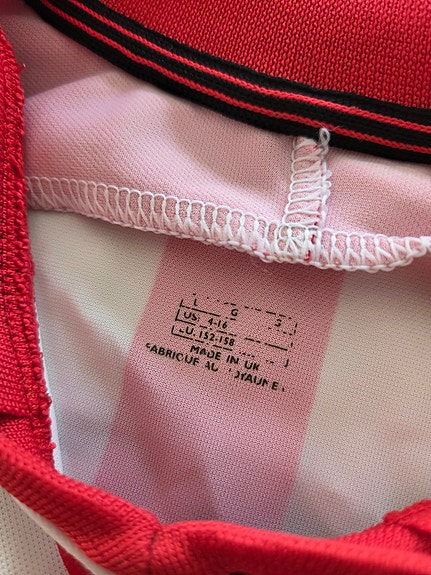 L G
US: 4-16
152-158
MADE IN UK
FABRIQUE AU